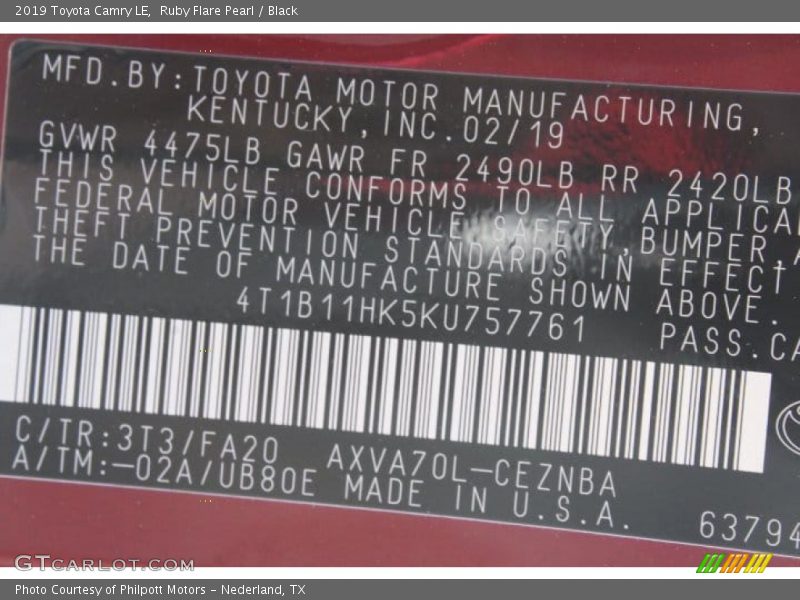 2019 Toyota Camry LE, Ruby Flare Pearl / Black
MFD.BY:TOYOTA MOTOR MANUFACTURING,
KENTUCKY,INC.02/19
GVWR 4475LB GAWR FR 2490LB RR 2420LB
THIS VEHICLE CONFORMS TO ALL APPLICA
FEDERAL MOTOR VEHICLE SAFETY,BUMPER,A
THEFT PREVENTION STANDARDS IN EFFECT
THE DATE OF MANUFACTURE SHOWN ABOVE.
4T1B11HK5KU757761 PASS.CA
C/TR:3T3/FA20 AXVA70L-CEZNBA
A/TM:-02A/UB80E MADE IN U.S.A.
63794
GTCARLOT.COM
Photo Courtesy of Philpott Motors - Nederland, TX